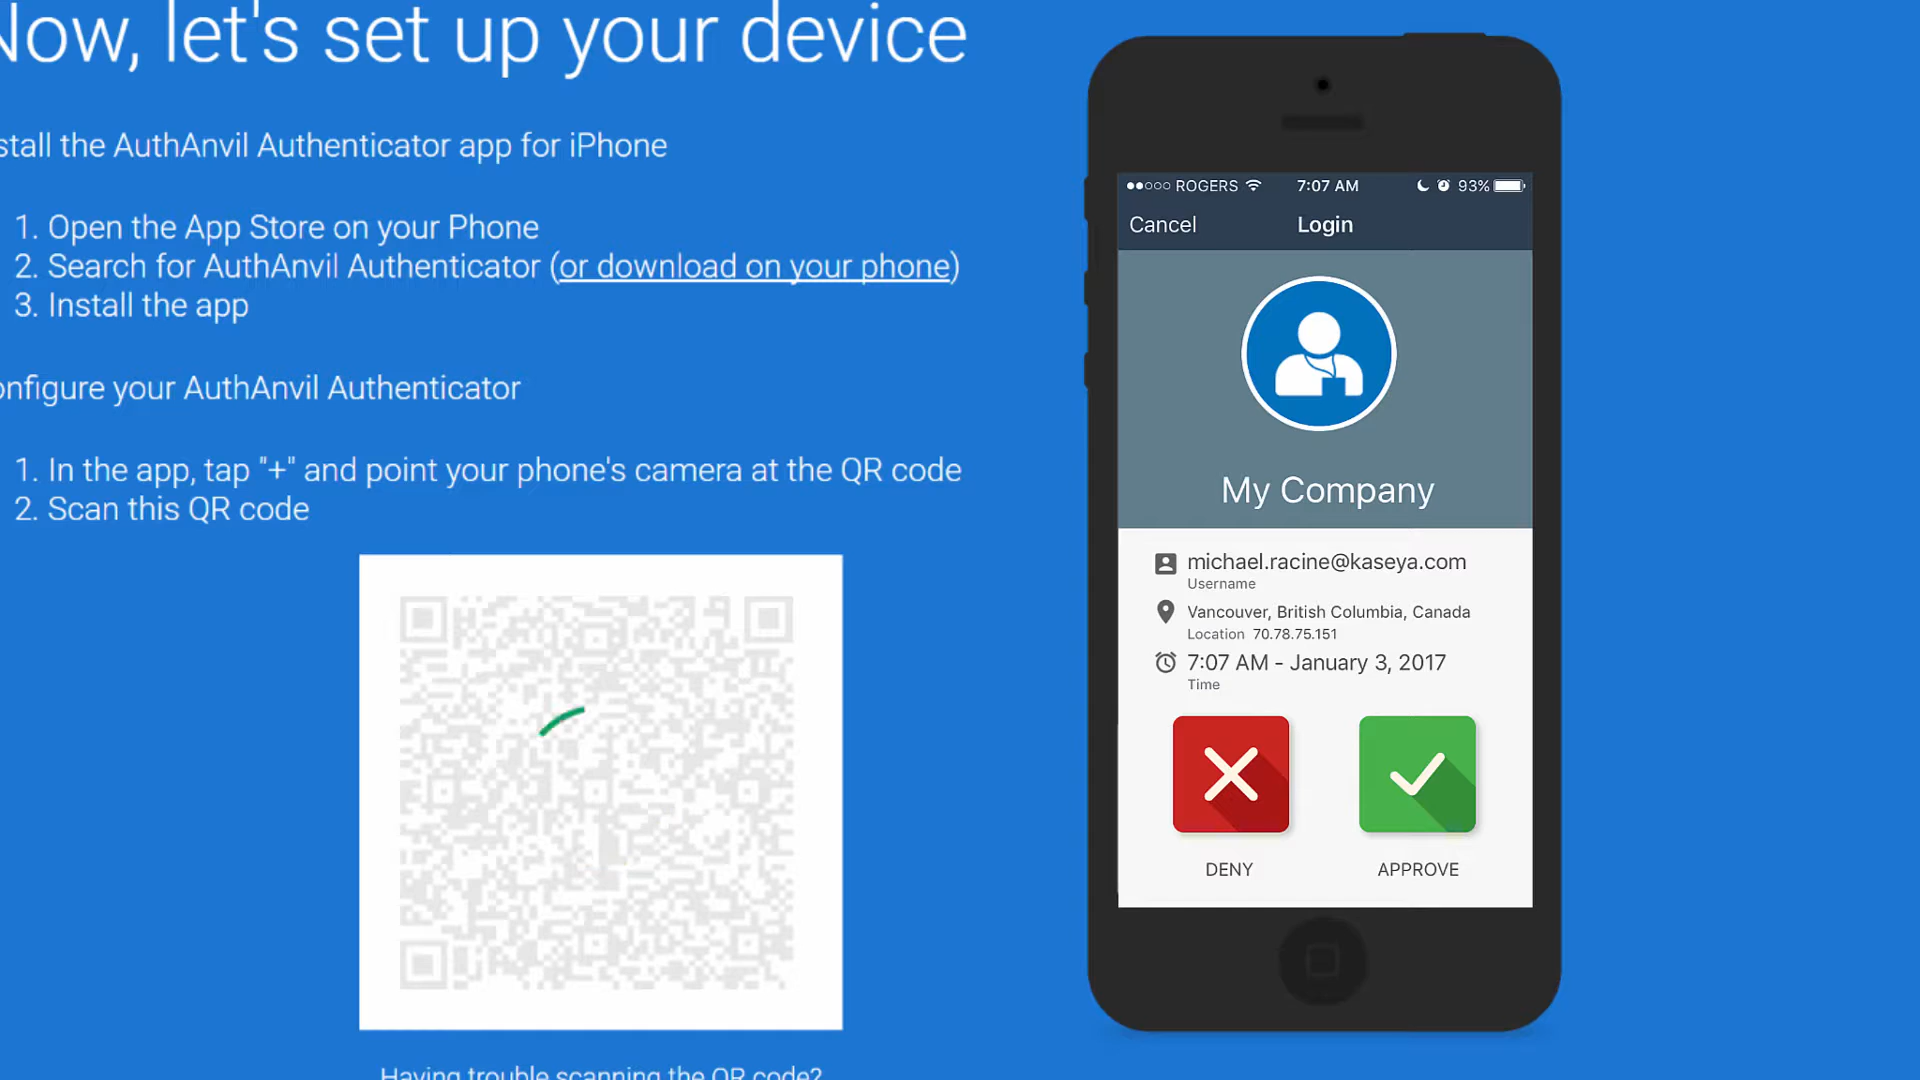 Now, let's set up your device
stall the AuthAnvil Authenticator app for iPhone
1. Open the App Store on your Phone
2. Search for AuthAnvil Authenticator (or download on your phone)
3. Install the app
onfigure your AuthAnvil Authenticator
1. In the app, tap "+" and point your phone's camera at the QR code
2. Scan this QR code
Having trouble scanning the QR code?
ROGERS 7:07 AM 93%
Cancel Login
My Company
michael.racine@kaseya.com
Username
Vancouver, British Columbia, Canada
Location 70.78.75.151
7:07 AM - January 3, 2017
Time
DENY APPROVE